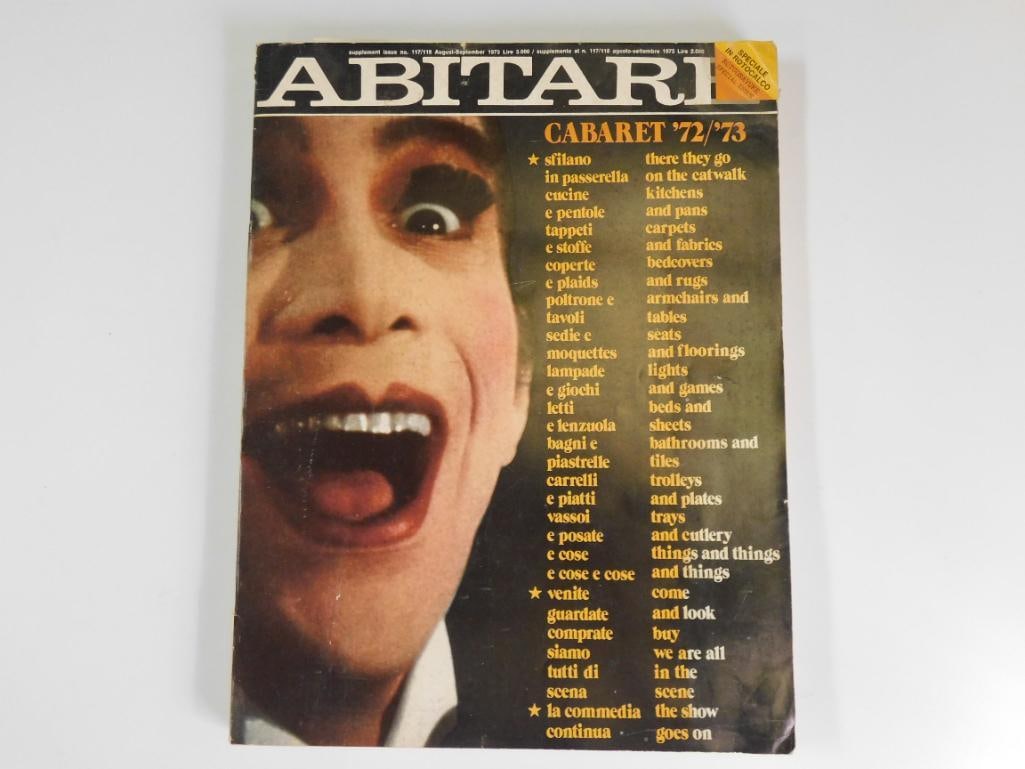 supplement issue no. 117/118 August-September 1973 Lire 3.000 / supplemento al n. 117/118 agosto-settembre 1973 Lire 3.000
ABITARE
SPECIALE
IN ROTOCALCO
SPECIAL ISSUE
CABARET '72/'73
★ sfilano there they go
in passerella on the catwalk
cucine kitchens
e pentole and pans
tappeti carpets
e stoffe and fabrics
coperte bedcovers
e plaids and rugs
poltrone e armchairs and
tavoli tables
sedie e seats
moquettes and floorings
lampade lights
e giochi and games
letti beds and
e lenzuola sheets
bagni e bathrooms and
piastrelle tiles
carrelli trolleys
e piatti and plates
vassoi trays
e posate and cutlery
e cose things and things
e cose e cose and things
★ venite come
guardate and look
comprate buy
siamo we are all
tutti di in the
scena scene
★ la commedia the show
continua goes on